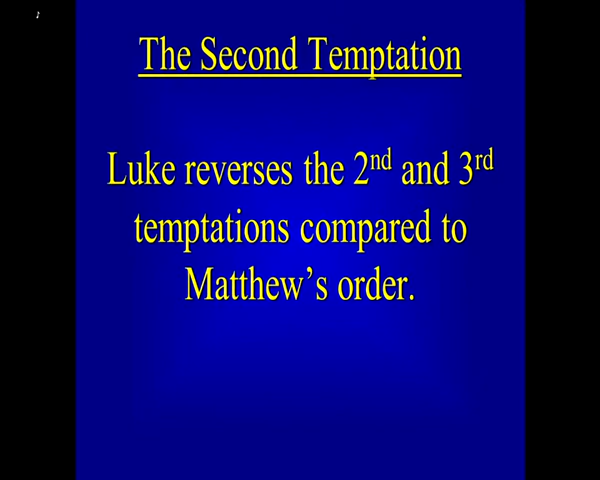 The Second Temptation
Luke reverses the 2nd and 3rd
temptations compared to
Matthew's order.